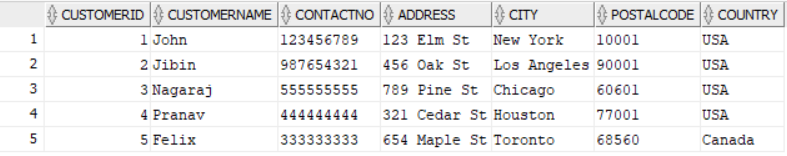 CUSTOMERID CUSTOMERNAME CONTACTNO ADDRESS CITY POSTALCODE COUNTRY
1 1 John 123456789 123 Elm St New York 10001 USA
2 2 Jibin 987654321 456 Oak St Los Angeles 90001 USA
3 3 Nagaraj 555555555 789 Pine St Chicago 60601 USA
4 4 Pranav 444444444 321 Cedar St Houston 77001 USA
5 5 Felix 333333333 654 Maple St Toronto 68560 Canada